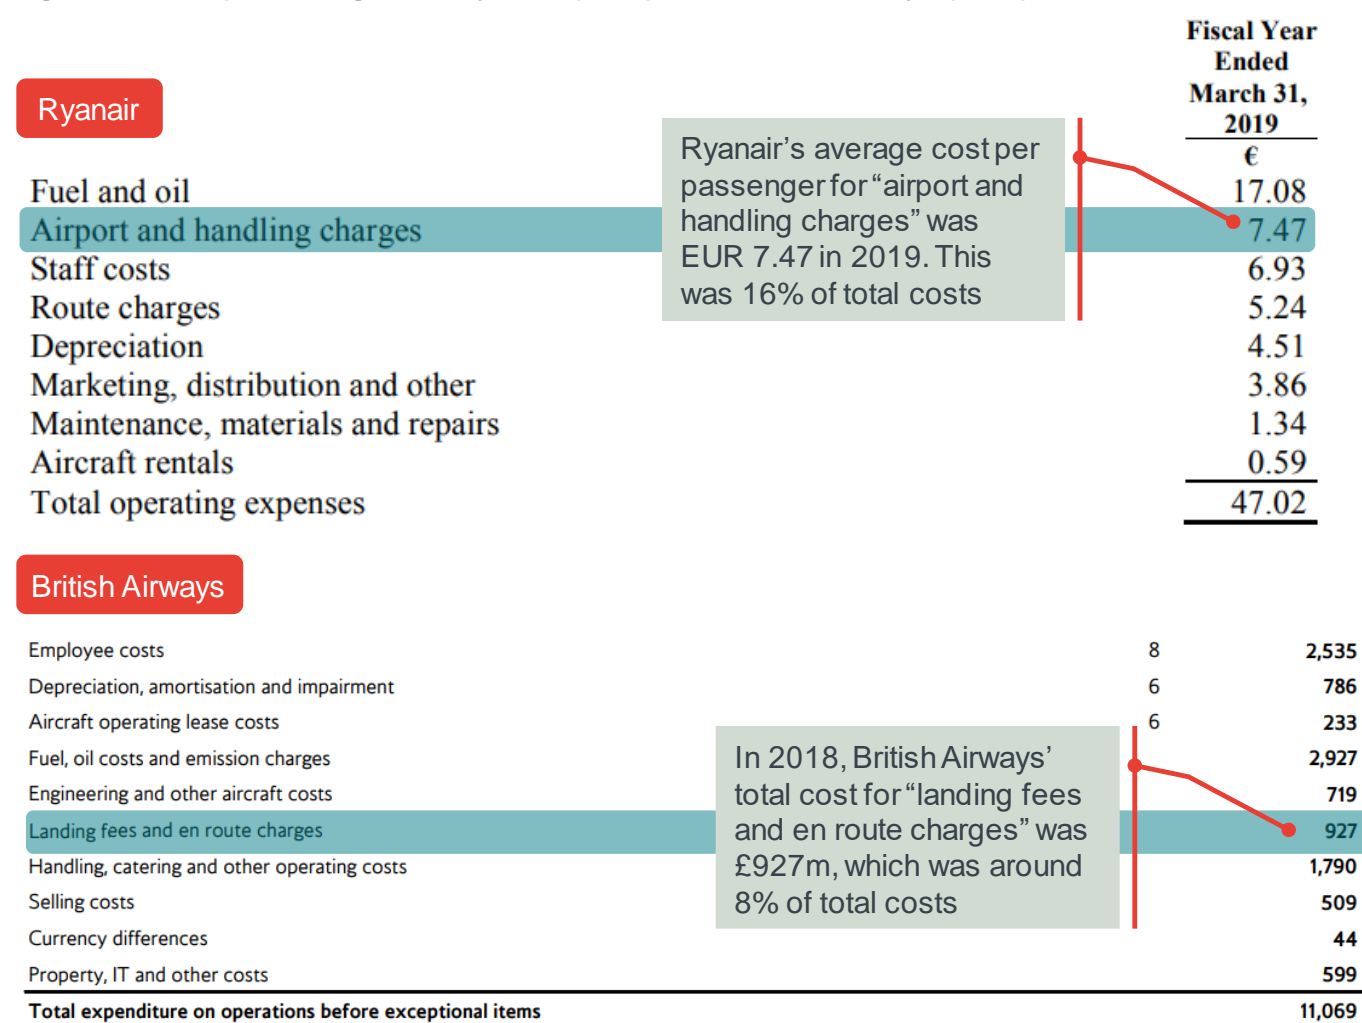 Fiscal Year
Ended
March 31,
2019
€
Ryanair
Fuel and oil 17.08
Airport and handling charges 7.47
Staff costs 6.93
Route charges 5.24
Depreciation 4.51
Marketing, distribution and other 3.86
Maintenance, materials and repairs 1.34
Aircraft rentals 0.59
Total operating expenses 47.02
Ryanair’s average cost per
passenger for “airport and
handling charges” was
EUR 7.47 in 2019. This
was 16% of total costs
British Airways
Employee costs 8 2,535
Depreciation, amortisation and impairment 6 786
Aircraft operating lease costs 6 233
Fuel, oil costs and emission charges 2,927
Engineering and other aircraft costs 719
Landing fees and en route charges 927
Handling, catering and other operating costs 1,790
Selling costs 509
Currency differences 44
Property, IT and other costs 599
Total expenditure on operations before exceptional items 11,069
In 2018, British Airways’
total cost for “landing fees
and en route charges” was
£927m, which was around
8% of total costs